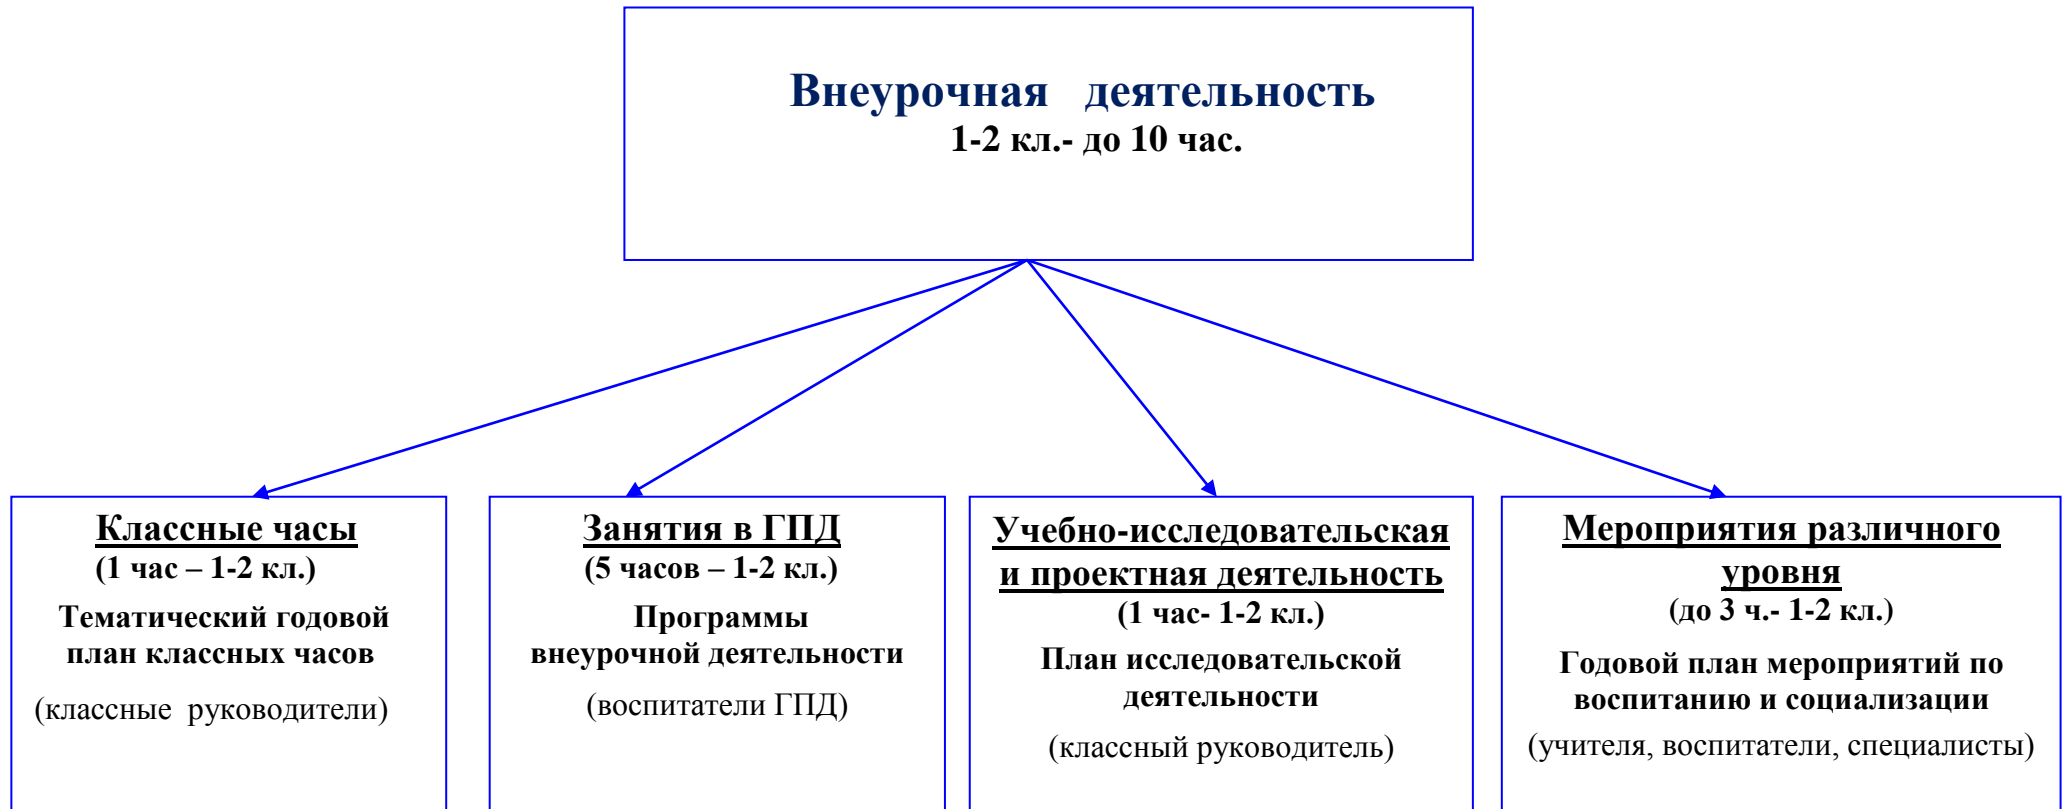 Внеурочная деятельность
1-2 кл.- до 10 час.
Классные часы
(1 час – 1-2 кл.)
Тематический годовой
план классных часов
(классные руководители)
Занятия в ГПД
(5 часов – 1-2 кл.)
Программы
внеурочной деятельности
(воспитатели ГПД)
Учебно-исследовательская
и проектная деятельность
(1 час- 1-2 кл.)
План исследовательской
деятельности
(классный руководитель)
Мероприятия различного
уровня
(до 3 ч.- 1-2 кл.)
Годовой план мероприятий по
воспитанию и социализации
(учителя, воспитатели, специалисты)